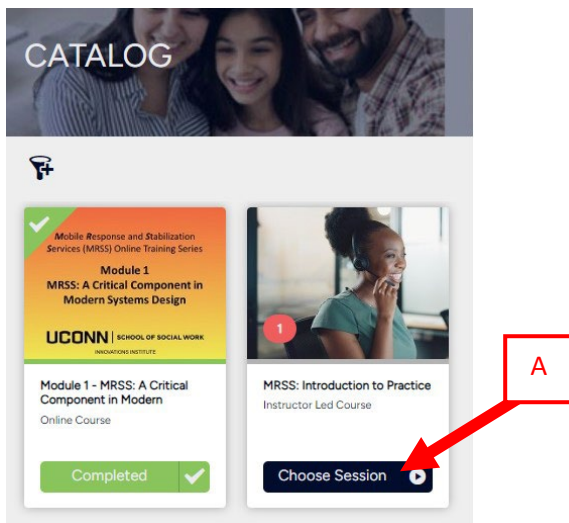 CATALOG
Mobile Response and Stabilization
Services (MRSS) Online Training Series
Module 1
MRSS: A Critical Component in
Modern Systems Design
UCONN | SCHOOL OF SOCIAL WORK
INNOVATIONS INSTITUTE
Module 1 - MRSS: A Critical
Component in Modern
Online Course
Completed
1
MRSS: Introduction to Practice
Instructor Led Course
Choose Session
A